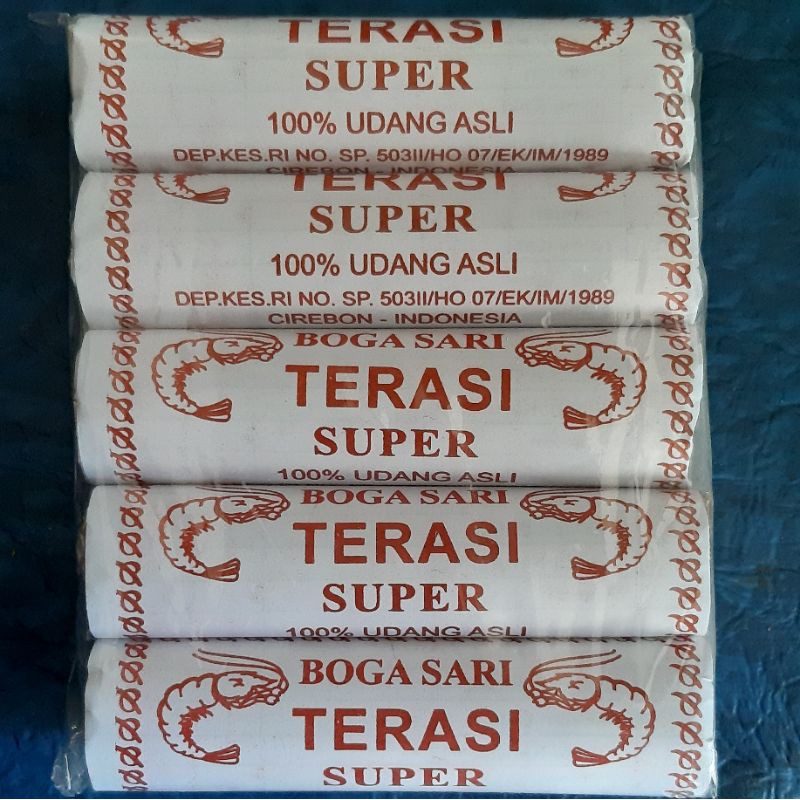 TERASI
SUPER
100% UDANG ASLI
DEP.KES.RI NO. SP. 503II/HO 07/EK/IM/1989
CIREBON - INDONESIA
TERASI
SUPER
100% UDANG ASLI
DEP.KES.RI NO. SP. 503II/HO 07/EK/IM/1989
CIREBON - INDONESIA
BOGA SARI
TERASI
SUPER
100% UDANG ASLI
BOGA SARI
TERASI
SUPER
100% UDANG ASLI
BOGA SARI
TERASI
SUPER